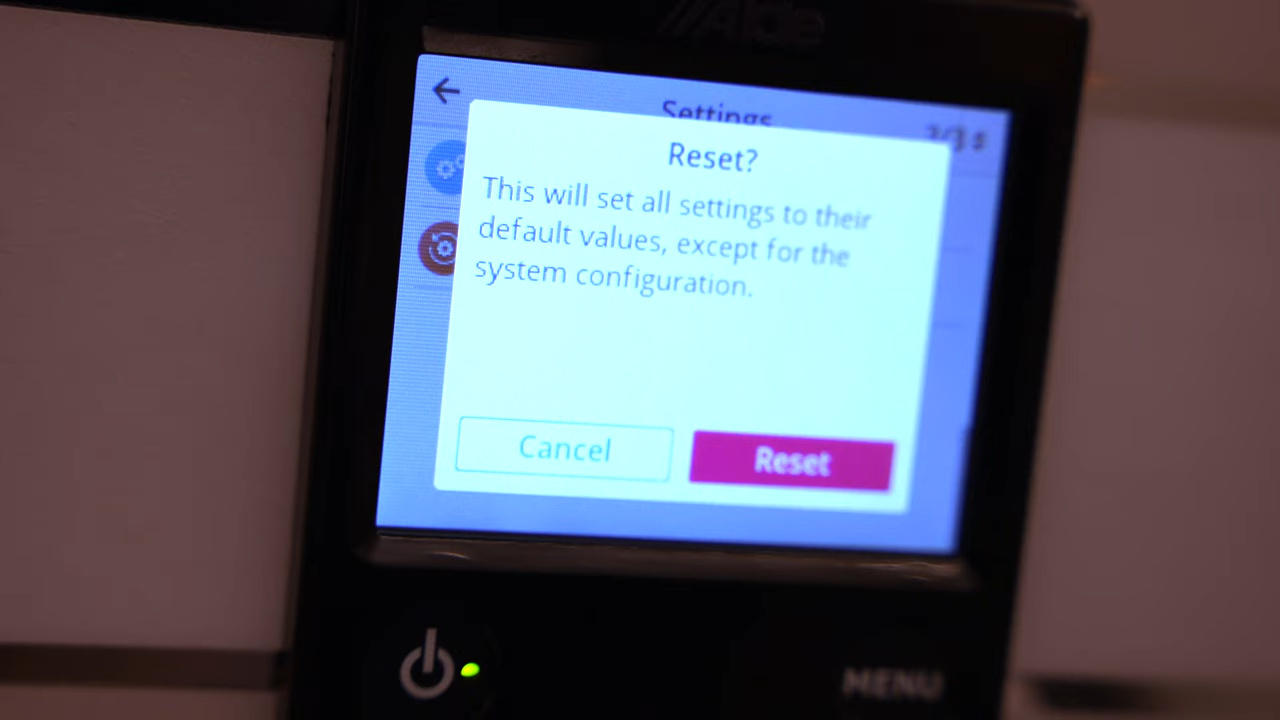 Alde
Settings
Reset?
This will set all settings to their
default values, except for the
system configuration.
Cancel
Reset
MENU